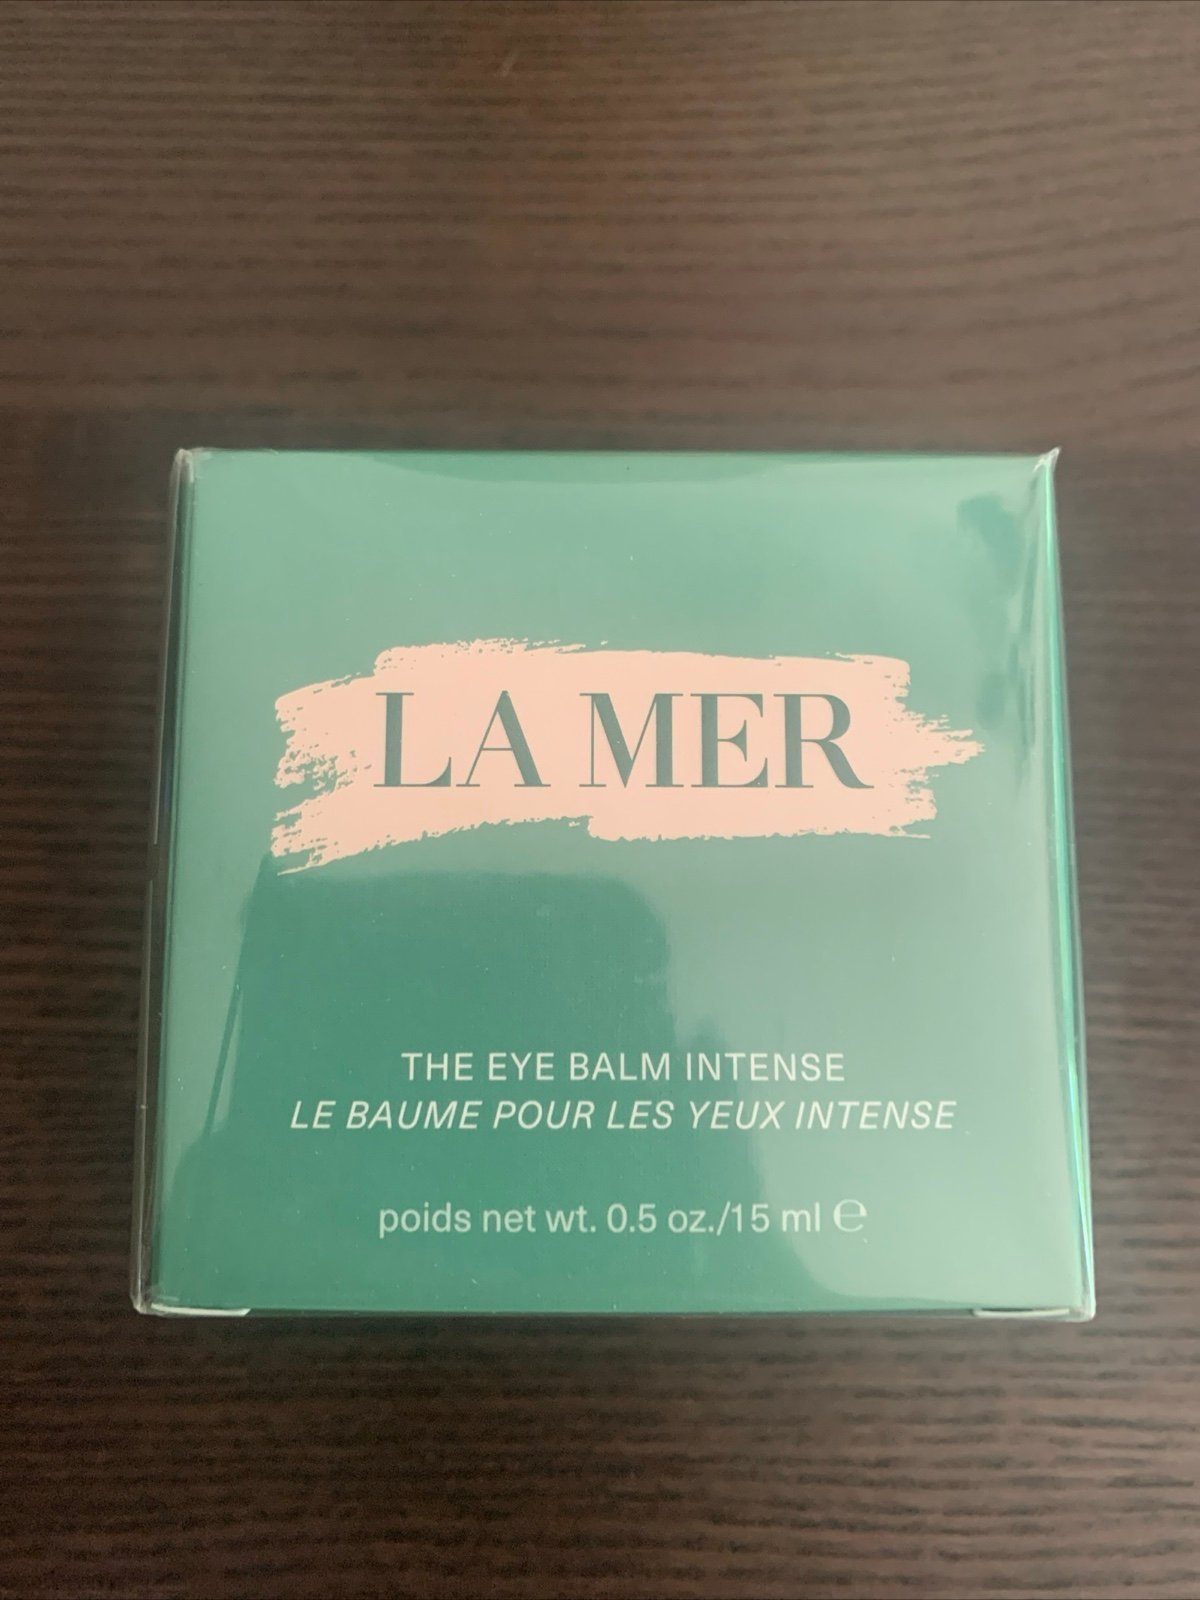 LA MER
THE EYE BALM INTENSE
LE BAUME POUR LES YEUX INTENSE
poids net wt. 0.5 oz./15 ml ℮